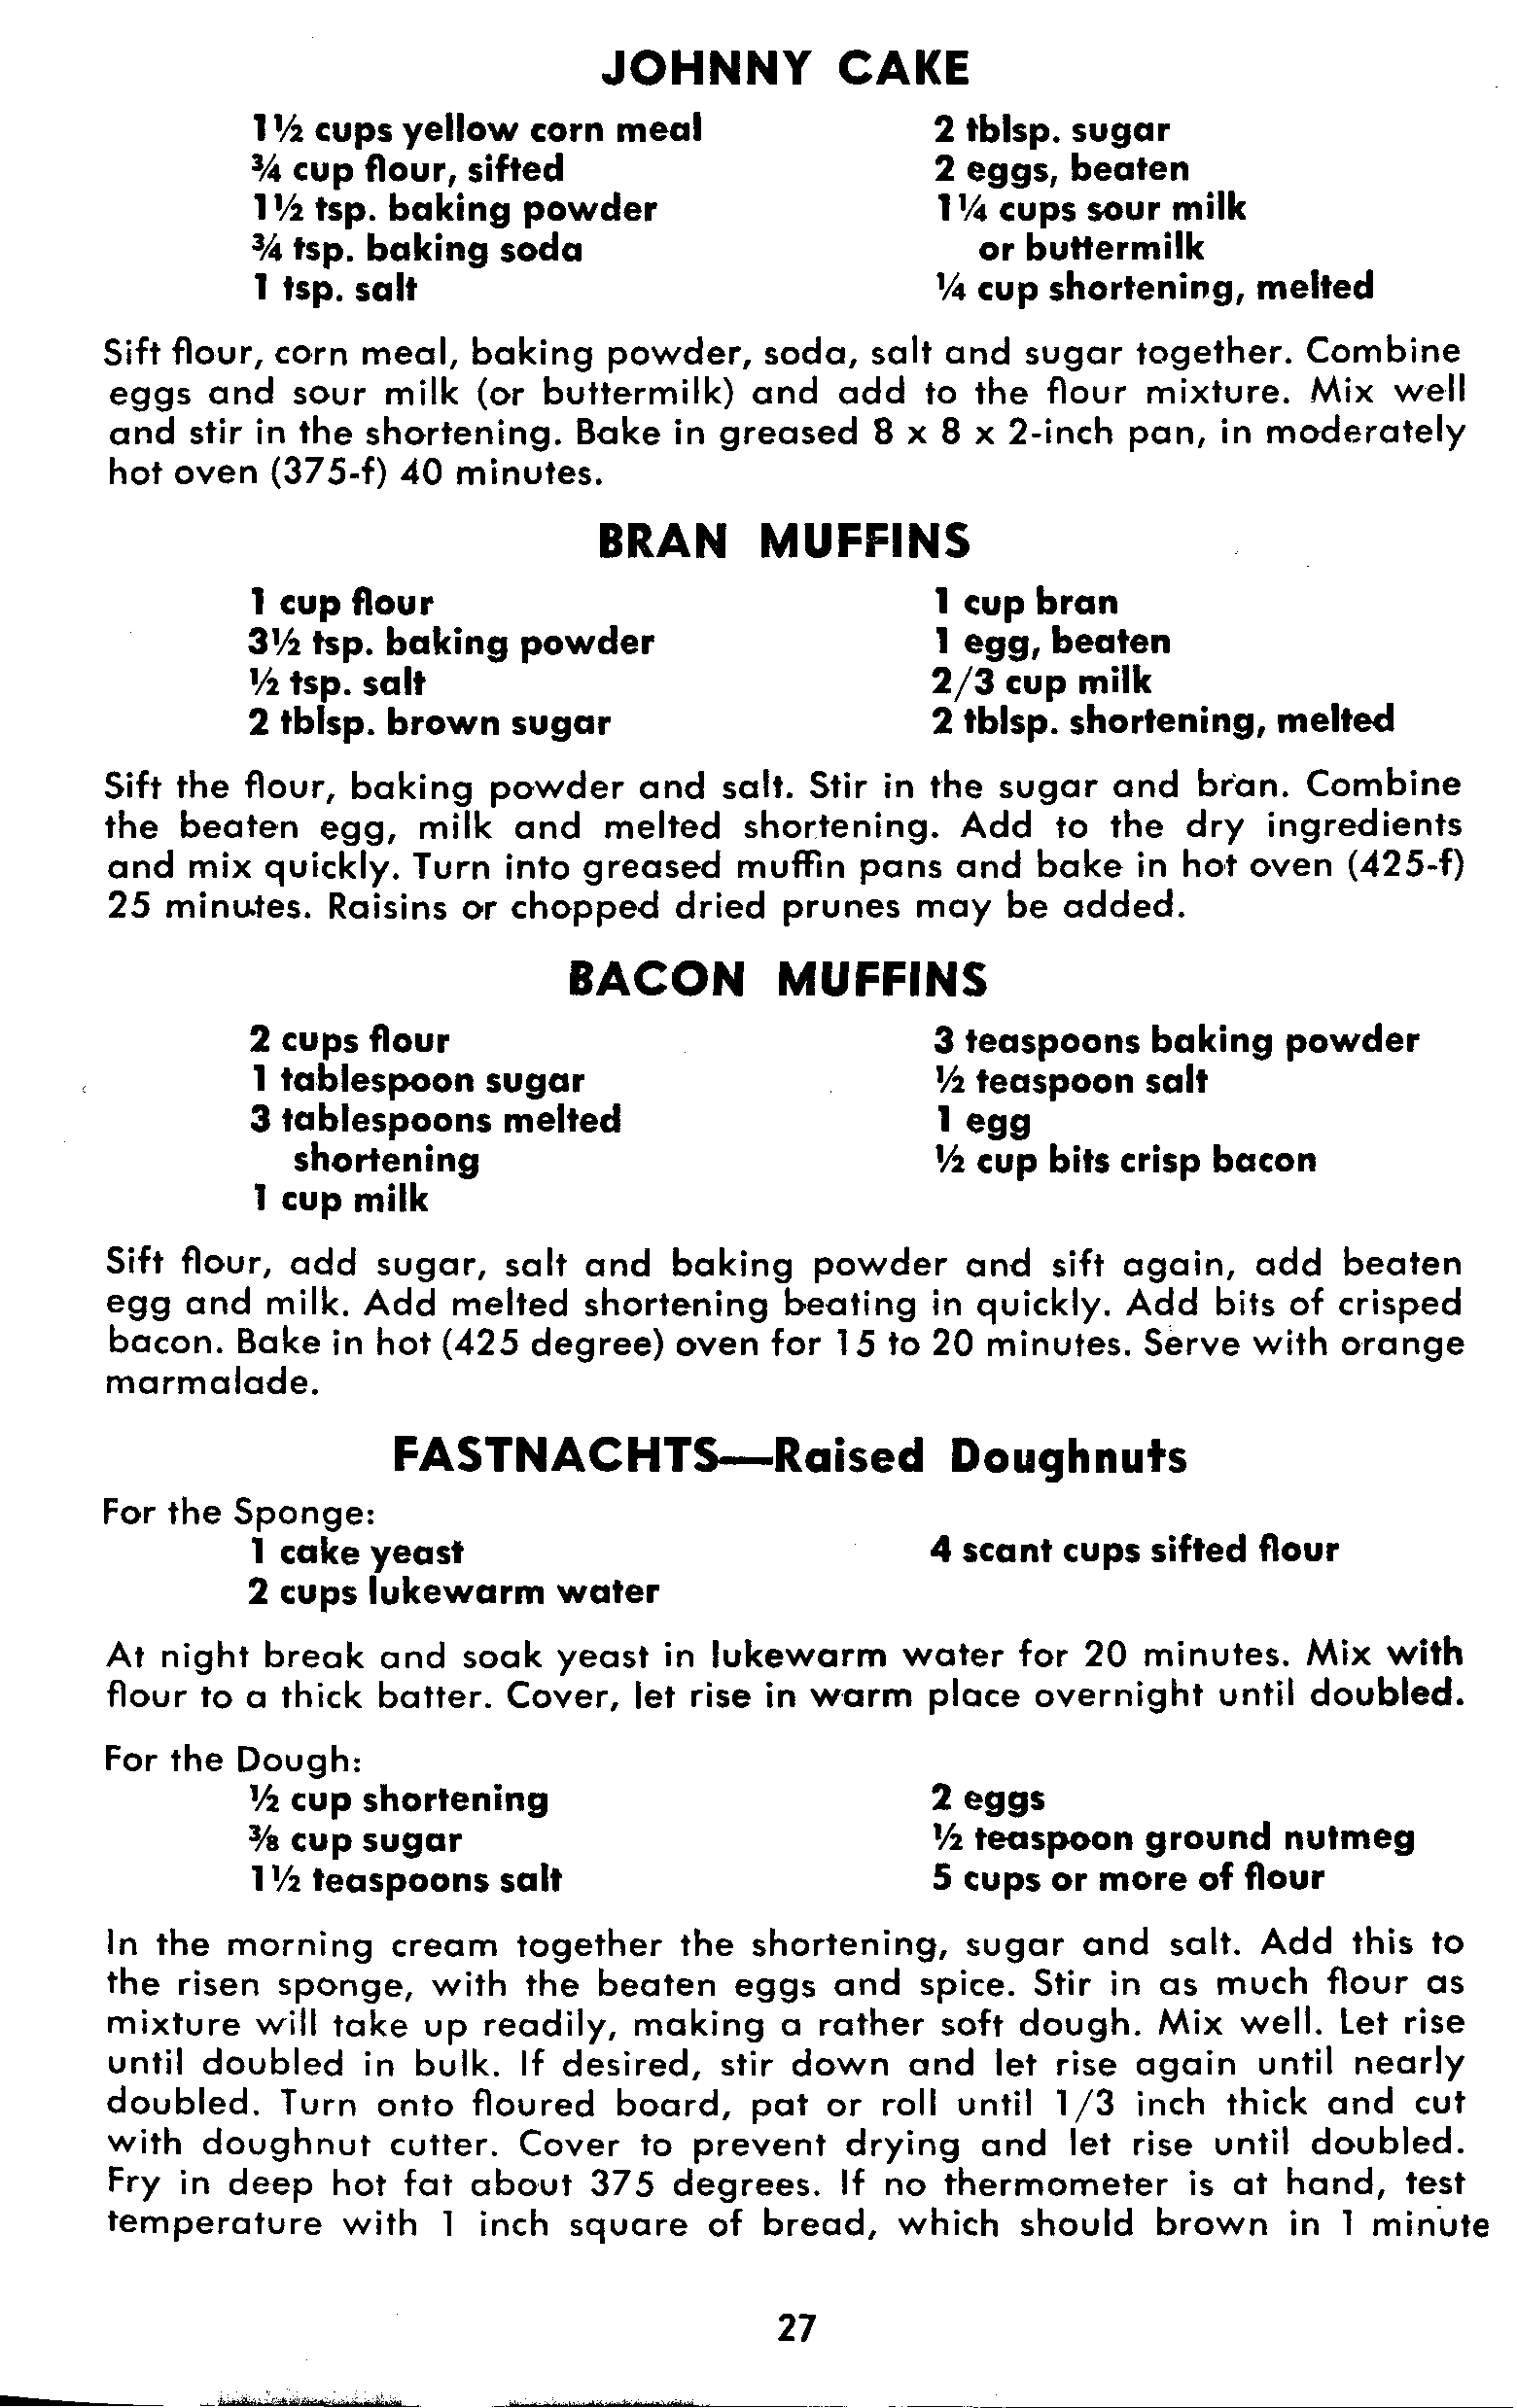 JOHNNY CAKE
1½ cups yellow corn meal
¾ cup flour, sifted
1½ tsp. baking powder
¾ tsp. baking soda
1 tsp. salt
2 tblsp. sugar
2 eggs, beaten
1¼ cups sour milk
or buttermilk
¼ cup shortening, melted
Sift flour, corn meal, baking powder, soda, salt and sugar together. Combine
eggs and sour milk (or buttermilk) and add to the flour mixture. Mix well
and stir in the shortening. Bake in greased 8 x 8 x 2-inch pan, in moderately
hot oven (375-f) 40 minutes.
BRAN MUFFINS
1 cup flour
3½ tsp. baking powder
½ tsp. salt
2 tblsp. brown sugar
1 cup bran
1 egg, beaten
2/3 cup milk
2 tblsp. shortening, melted
Sift the flour, baking powder and salt. Stir in the sugar and bran. Combine
the beaten egg, milk and melted shortening. Add to the dry ingredients
and mix quickly. Turn into greased muffin pans and bake in hot oven (425-f)
25 minutes. Raisins or chopped dried prunes may be added.
BACON MUFFINS
2 cups flour
1 tablespoon sugar
3 tablespoons melted
shortening
1 cup milk
3 teaspoons baking powder
½ teaspoon salt
1 egg
½ cup bits crisp bacon
Sift flour, add sugar, salt and baking powder and sift again, add beaten
egg and milk. Add melted shortening beating in quickly. Add bits of crisped
bacon. Bake in hot (425 degree) oven for 15 to 20 minutes. Serve with orange
marmalade.
FASTNACHTS—Raised Doughnuts
For the Sponge:
1 cake yeast
2 cups lukewarm water
4 scant cups sifted flour
At night break and soak yeast in lukewarm water for 20 minutes. Mix with
flour to a thick batter. Cover, let rise in warm place overnight until doubled.
For the Dough:
½ cup shortening
⅜ cup sugar
1½ teaspoons salt
2 eggs
½ teaspoon ground nutmeg
5 cups or more of flour
In the morning cream together the shortening, sugar and salt. Add this to
the risen sponge, with the beaten eggs and spice. Stir in as much flour as
mixture will take up readily, making a rather soft dough. Mix well. Let rise
until doubled in bulk. If desired, stir down and let rise again until nearly
doubled. Turn onto floured board, pat or roll until 1/3 inch thick and cut
with doughnut cutter. Cover to prevent drying and let rise until doubled.
Fry in deep hot fat about 375 degrees. If no thermometer is at hand, test
temperature with 1 inch square of bread, which should brown in 1 minute
27